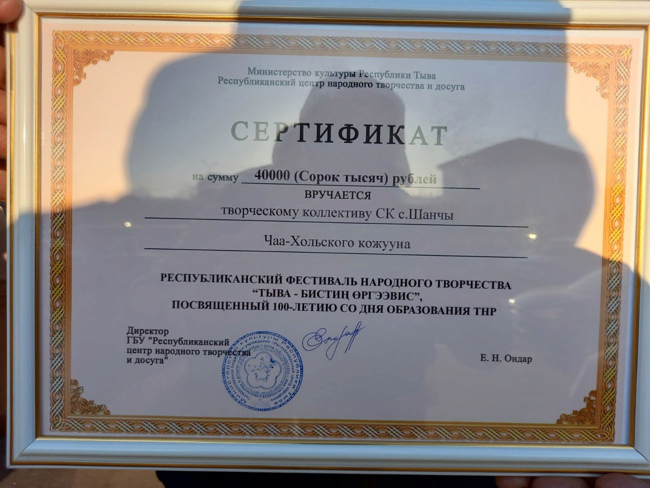 Министерство культуры Республики Тыва
Республиканский центр народного творчества и досуга
СЕРТИФИКАТ
на сумму 40000 (Сорок тысяч) рублей
ВРУЧАЕТСЯ
творческому коллективу СК с.Шанчы
Чаа-Хольского кожууна
РЕСПУБЛИКАНСКИЙ ФЕСТИВАЛЬ НАРОДНОГО ТВОРЧЕСТВА
“ТЫВА - БИСТИҢ ӨРГЭЭВИС”,
ПОСВЯЩЕННЫЙ 100-ЛЕТИЮ СО ДНЯ ОБРАЗОВАНИЯ ТНР
Директор
ГБУ "Республиканский
центр народного творчества
и досуга"
Е. Н. Ондар